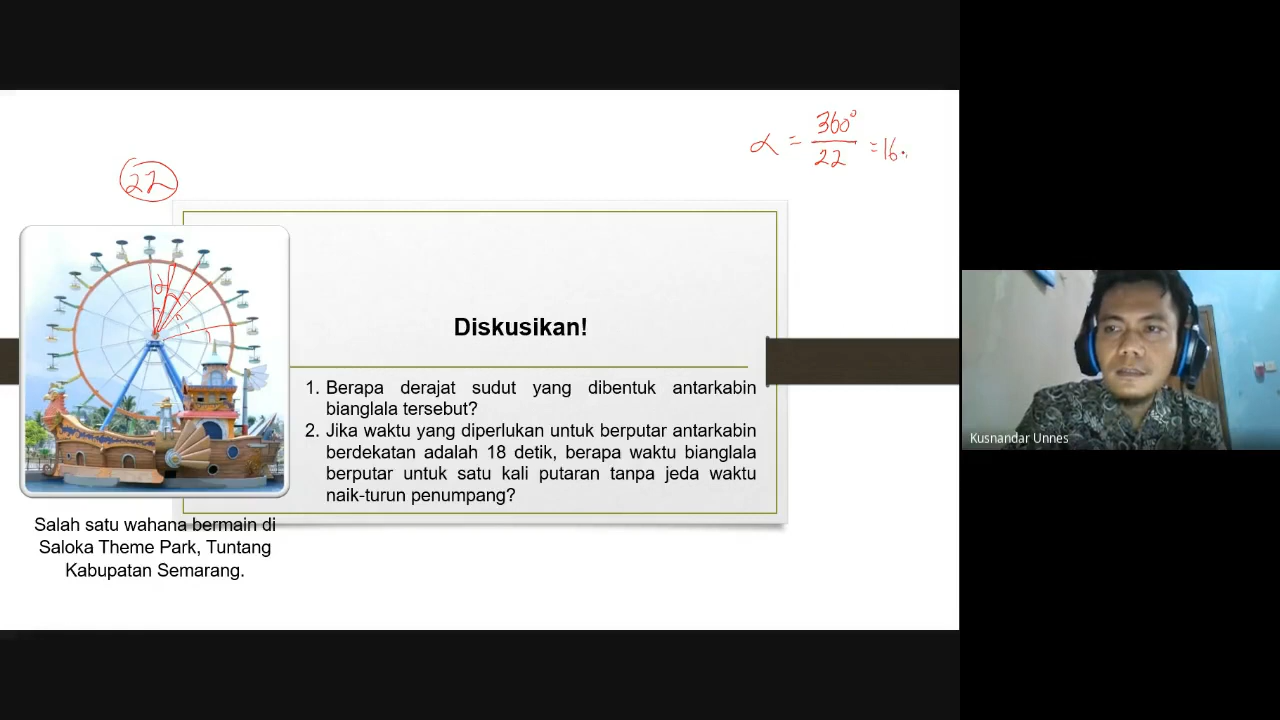 α = 360°
22
= 16.
22
α
Diskusikan!
1. Berapa derajat sudut yang dibentuk antarkabin
bianglala tersebut?
2. Jika waktu yang diperlukan untuk berputar antarkabin
berdekatan adalah 18 detik, berapa waktu bianglala
berputar untuk satu kali putaran tanpa jeda waktu
naik-turun penumpang?
Salah satu wahana bermain di
Saloka Theme Park, Tuntang
Kabupatan Semarang.
Kusnandar Unnes